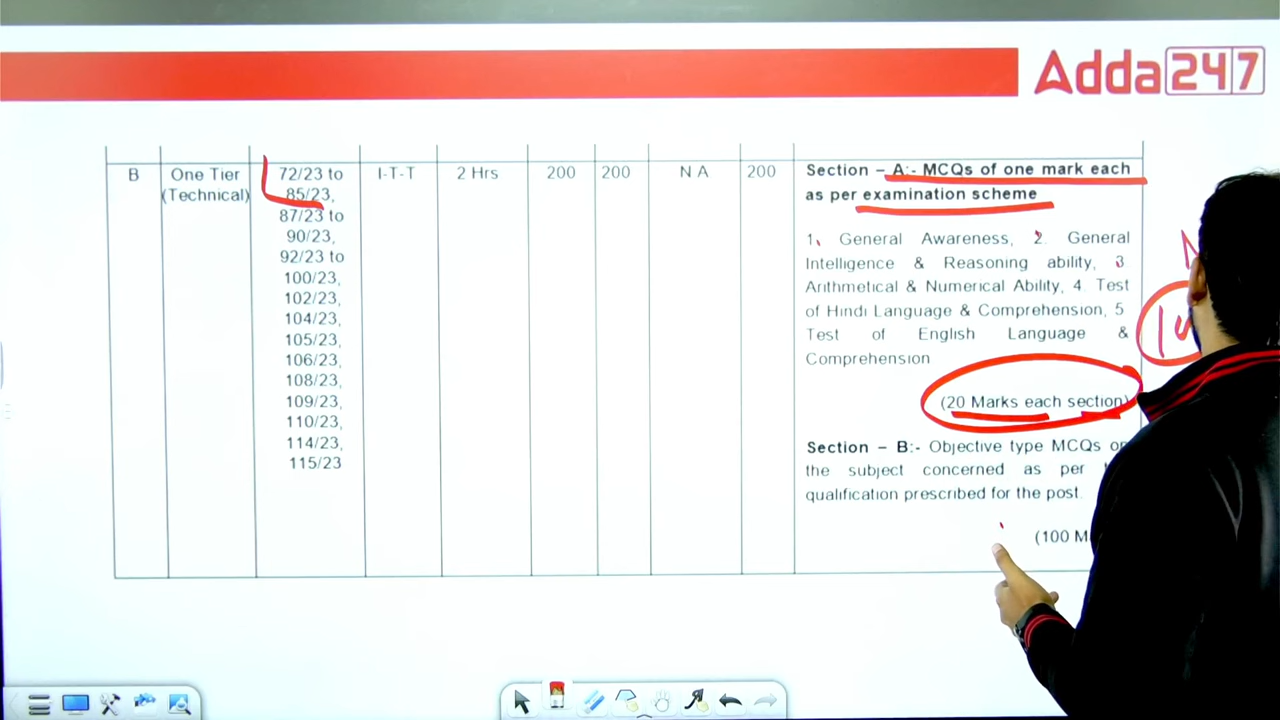 Adda247
B One Tier (Technical) 72/23 to 85/23, 87/23 to 90/23, 92/23 to 100/23, 102/23, 104/23, 105/23, 106/23, 108/23, 109/23, 110/23, 114/23, 115/23 I-T-T 2 Hrs 200 200 N A 200
Section – A:- MCQs of one mark each
as per examination scheme
1. General Awareness, 2. General
Intelligence & Reasoning ability, 3
Arithmetical & Numerical Ability, 4. Test
of Hindi Language & Comprehension, 5
Test of English Language &
Comprehension
(20 Marks each section)
Section – B:- Objective type MCQs on
the subject concerned as per
qualification prescribed for the post.
(100